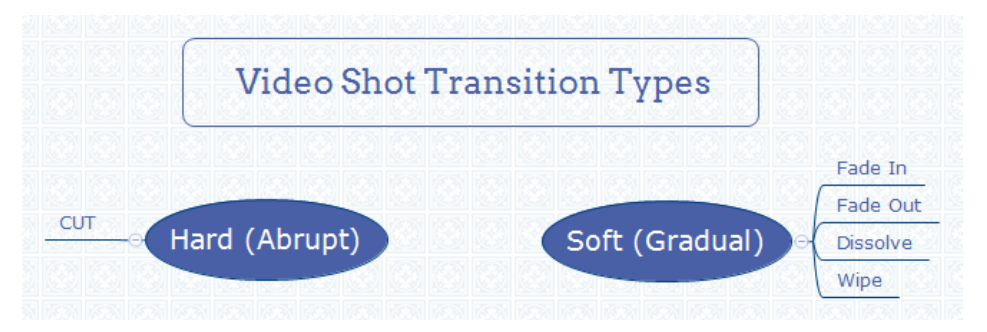 Video Shot Transition Types
CUT
Hard (Abrupt)
Soft (Gradual)
Fade In
Fade Out
Dissolve
Wipe